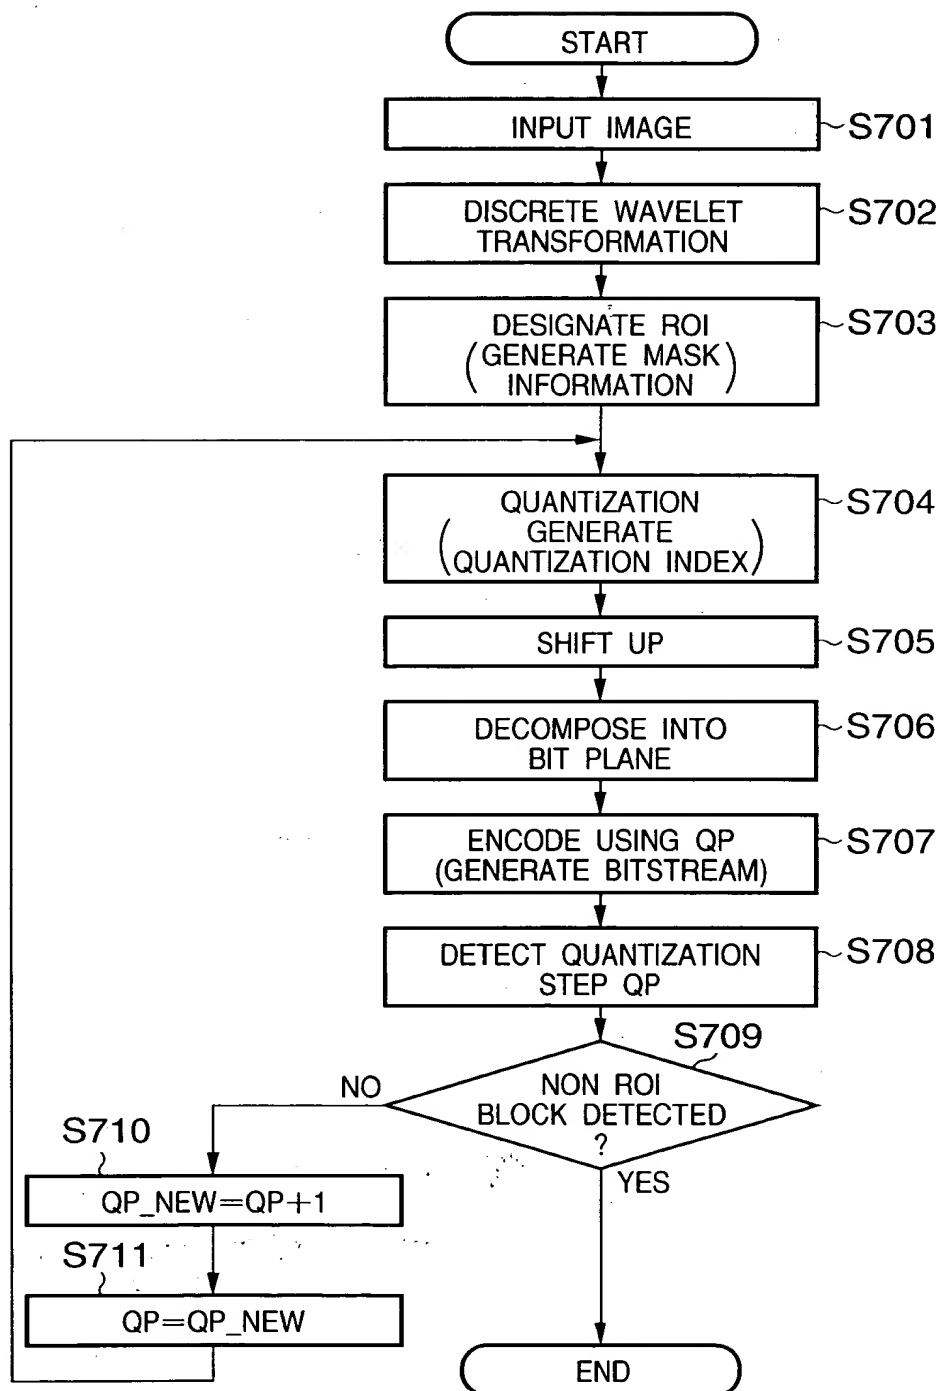 START
INPUT IMAGE
S701
DISCRETE WAVELET
TRANSFORMATION
S702
DESIGNATE ROI
(GENERATE MASK
INFORMATION)
S703
QUANTIZATION
(GENERATE
QUANTIZATION INDEX)
S704
SHIFT UP
S705
DECOMPOSE INTO
BIT PLANE
S706
ENCODE USING QP
(GENERATE BITSTREAM)
S707
DETECT QUANTIZATION
STEP QP
S708
S709
NON ROI
BLOCK DETECTED
?
NO
YES
S710
QP_NEW=QP+1
S711
QP=QP_NEW
END